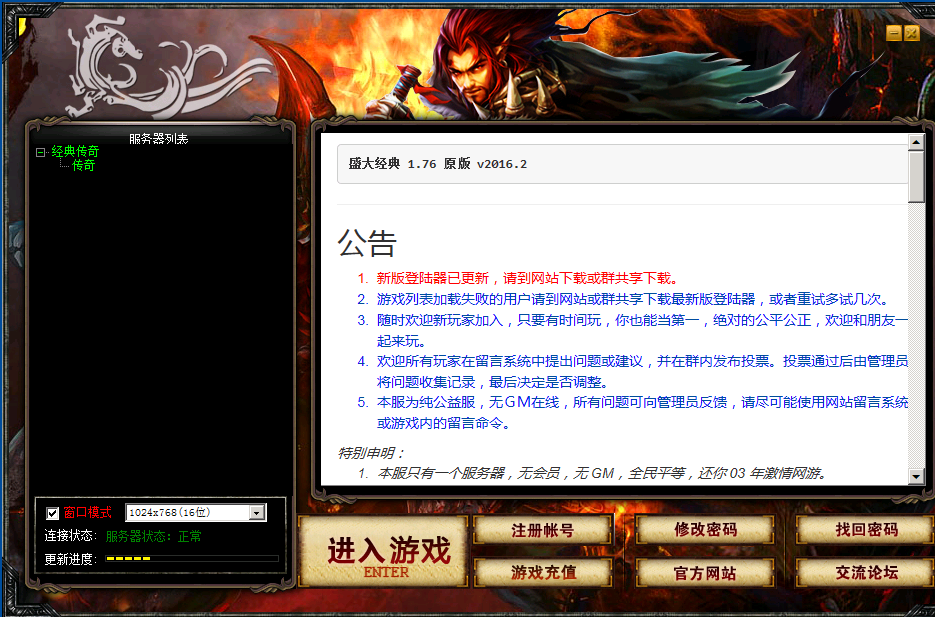 服务器列表
经典传奇
传奇
盛大经典 1.76 原版 v2016.2
公告
1. 新版登陆器已更新，请到网站下载或群共享下载。
2. 游戏列表加载失败的用户请到网站或群共享下载最新版登陆器，或者重试多试几次。
3. 随时欢迎新玩家加入，只要有时间玩，你也能当第一，绝对的公平公正，欢迎和朋友一
起来玩。
4. 欢迎所有玩家在留言系统中提出问题或建议，并在群内发布投票。投票通过后由管理员
将问题收集记录，最后决定是否调整。
5. 本服为纯公益服，无GM在线，所有问题可向管理员反馈，请尽可能使用网站留言系统
或游戏内的留言命令。
特别申明：
1. 本服只有一个服务器，无会员，无 GM，全民平等，还你 03 年激情网游。
窗口模式 1024x768(16位)
连接状态: 服务器状态: 正常
更新进度:
进入游戏
ENTER
注册帐号 修改密码 找回密码
游戏充值 官方网站 交流论坛